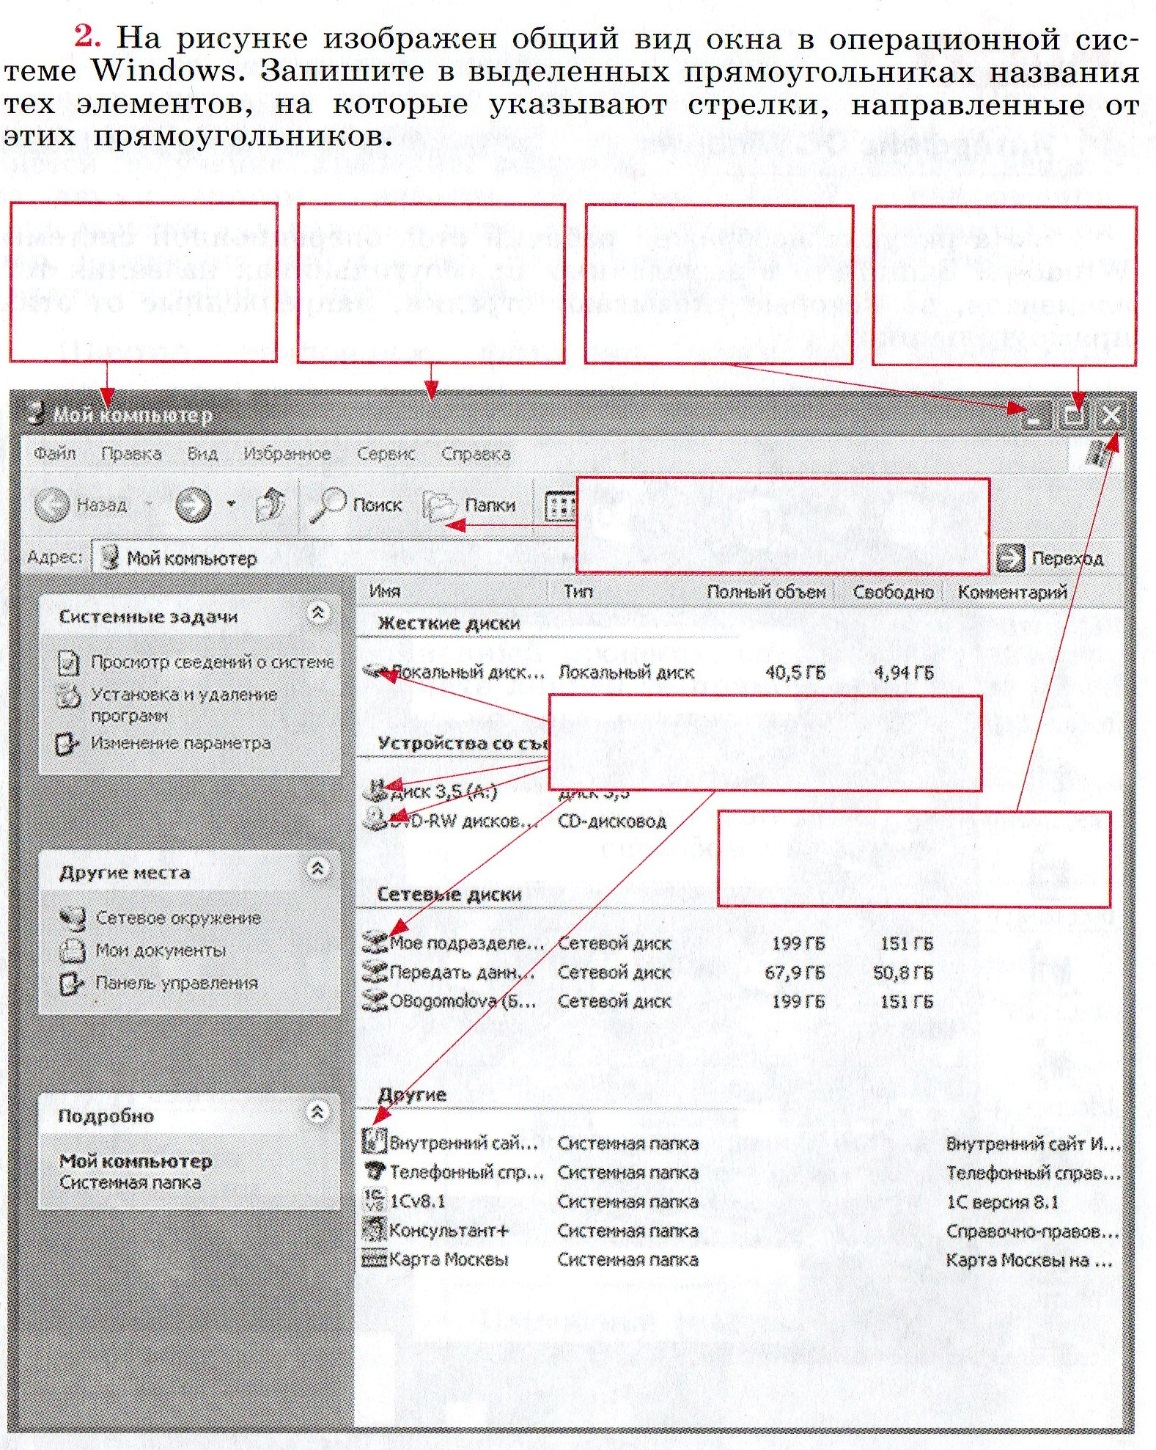 2. На рисунке изображен общий вид окна в операционной сис-
теме Windows. Запишите в выделенных прямоугольниках названия
тех элементов, на которые указывают стрелки, направленные от
этих прямоугольников.
Мой компьютер
Файл Правка Вид Избранное Сервис Справка
Назад Поиск Папки
Адрес: Мой компьютер Переход
Имя Тип Полный объем Свободно Комментарий
Системные задачи
Просмотр сведений о системе
Установка и удаление
программ
Изменение параметра
Другие места
Сетевое окружение
Мои документы
Панель управления
Подробно
Мой компьютер
Системная папка
Жесткие диски
Локальный диск... Локальный диск 40,5 ГБ 4,94 ГБ
Устройства со съе
Диск 3,5 (A:) Диск 3,5
DVD-RW дисков... CD-дисковод
Сетевые диски
Мое подразделе... Сетевой диск 199 ГБ 151 ГБ
Передать данн... Сетевой диск 67,9 ГБ 50,8 ГБ
OBogomolova (Б... Сетевой диск 199 ГБ 151 ГБ
Другие
Внутренний сай... Системная папка Внутренний сайт И...
Телефонный спр... Системная папка Телефонный справ...
1Cv8.1 Системная папка 1С версия 8.1
Консультант+ Системная папка Справочно-правов...
Карта Москвы Системная папка Карта Москвы на ...